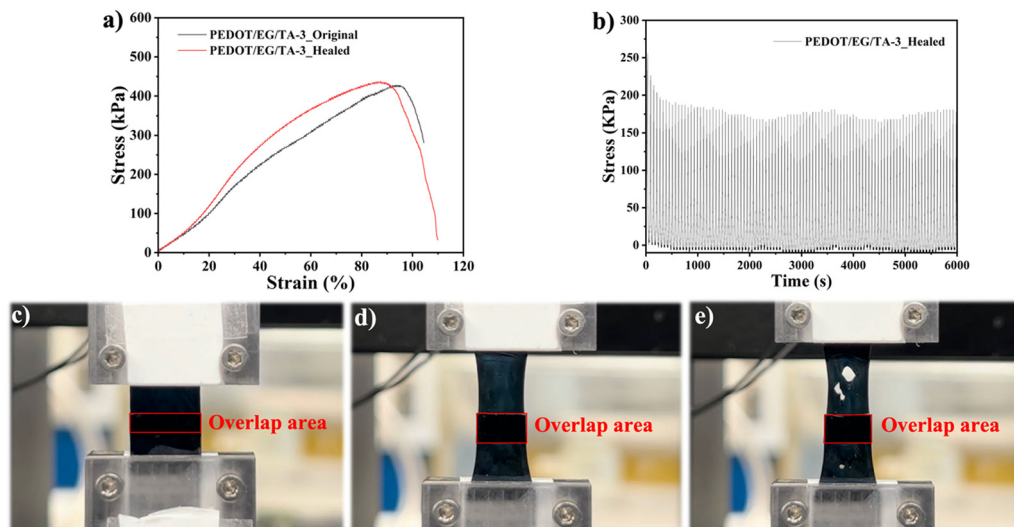 a)
600
500
400
300
200
100
0
Stress (kPa)
PEDOT/EG/TA-3_Original
PEDOT/EG/TA-3_Healed
0 20 40 60 80 100 120
Strain (%)
b)
300
250
200
150
100
50
0
Stress (KPa)
PEDOT/EG/TA-3_Healed
0 1000 2000 3000 4000 5000 6000
Time (s)
c)
Overlap area
d)
Overlap area
e)
Overlap area